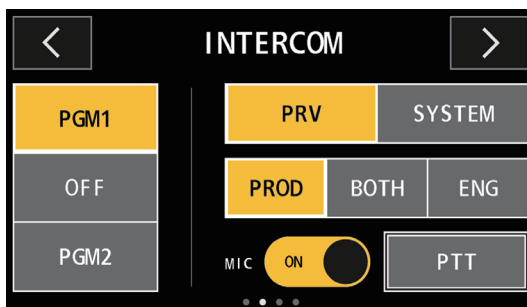 INTERCOM
PGM1
OFF
PGM2
PRV SYSTEM
PROD BOTH ENG
MIC ON PTT